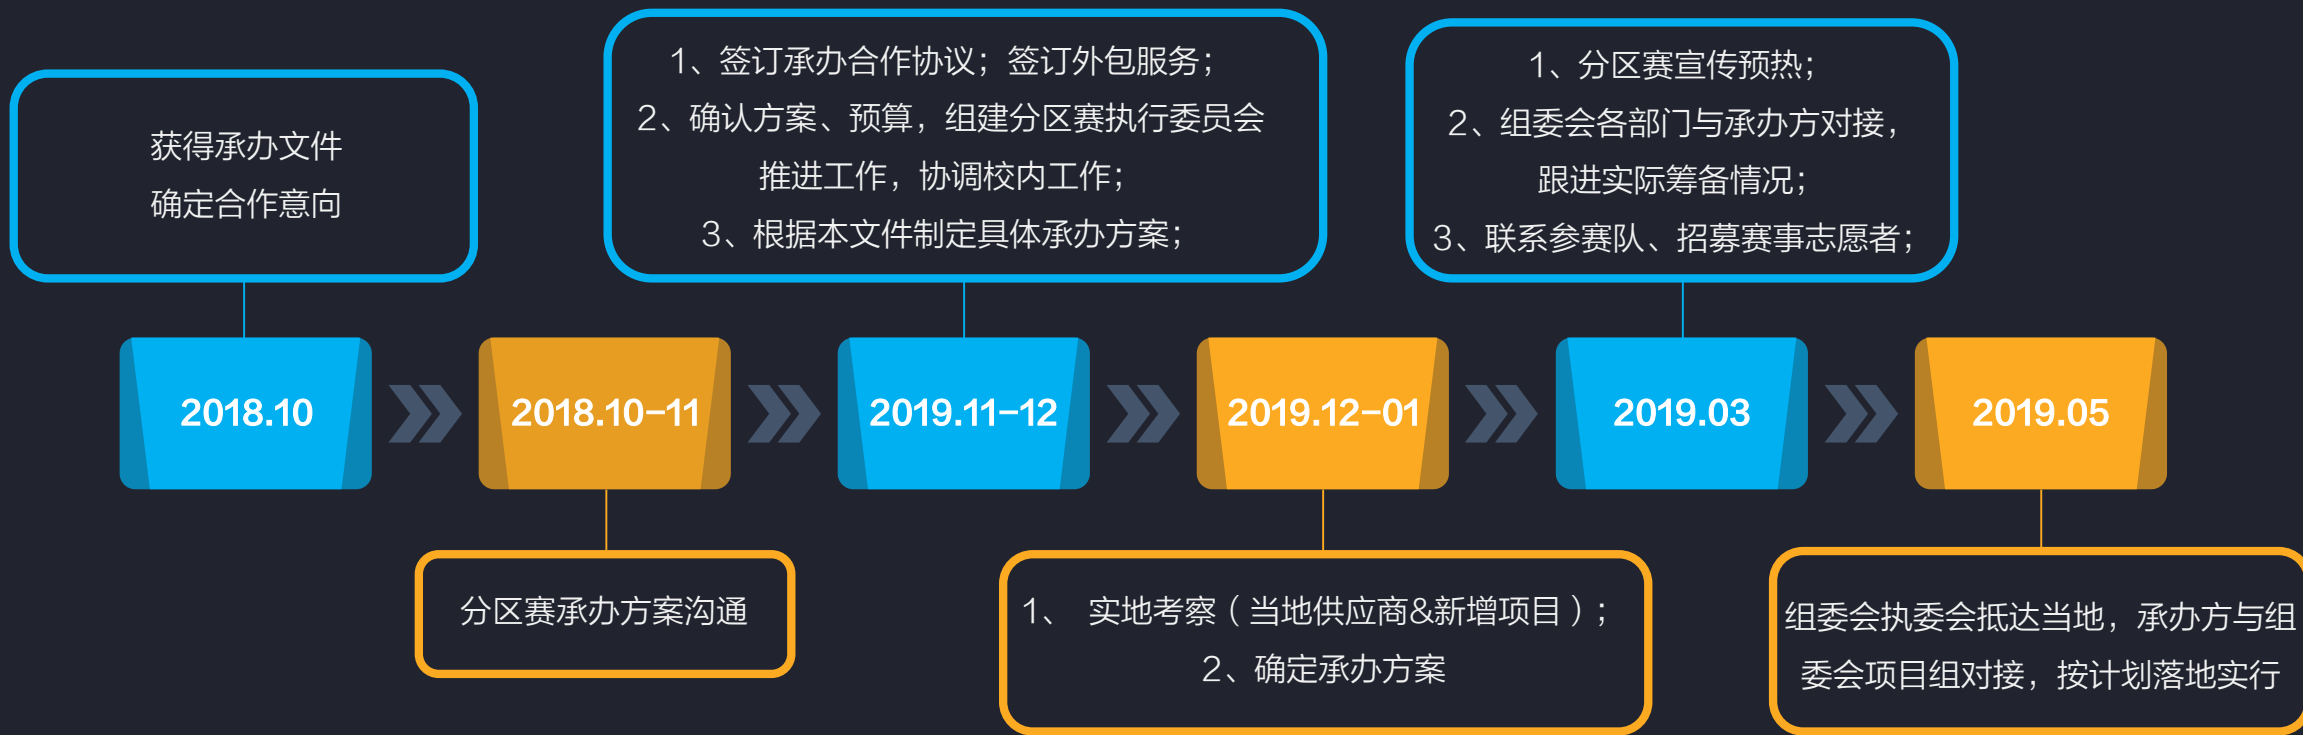 获得承办文件
确定合作意向
1、签订承办合作协议；签订外包服务；
2、确认方案、预算，组建分区赛执行委员会
推进工作，协调校内工作；
3、根据本文件制定具体承办方案；
1、分区赛宣传预热；
2、组委会各部门与承办方对接，
跟进实际筹备情况；
3、联系参赛队、招募赛事志愿者；
2018.10
2018.10-11
2019.11-12
2019.12-01
2019.03
2019.05
分区赛承办方案沟通
1、 实地考察（当地供应商&新增项目）；
2、确定承办方案
组委会执委会抵达当地，承办方与组
委会项目组对接，按计划落地实行